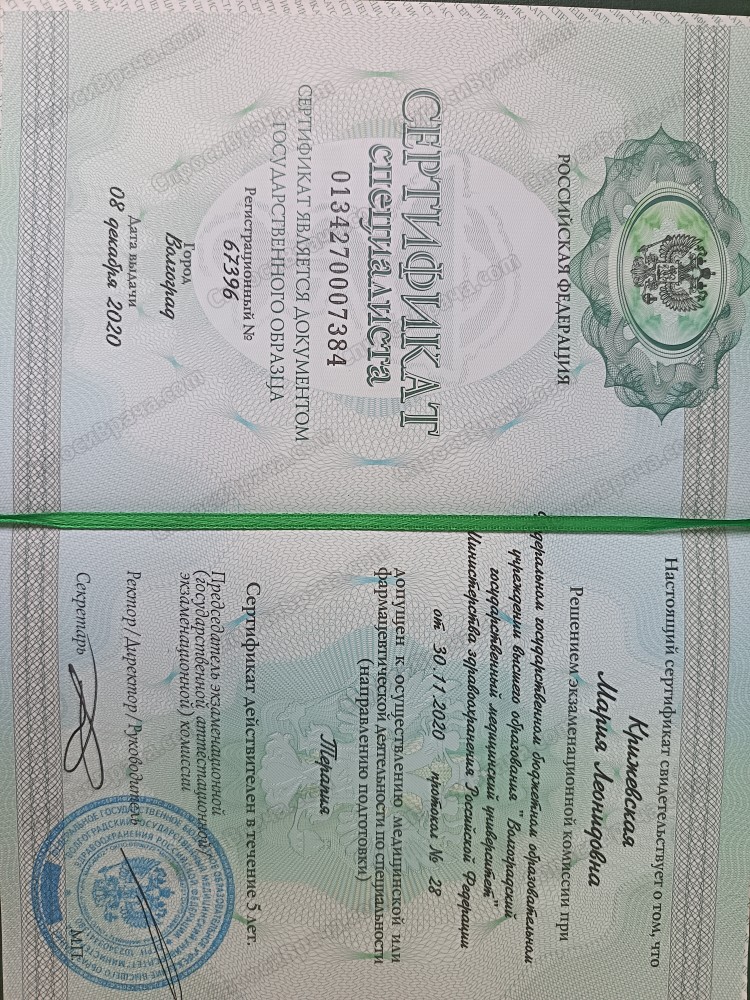 РОССИЙСКАЯ ФЕДЕРАЦИЯ
СЕРТИФИКАТ
специалиста
0134270007384
СЕРТИФИКАТ ЯВЛЯЕТСЯ ДОКУМЕНТОМ
ГОСУДАРСТВЕННОГО ОБРАЗЦА
Регистрационный №
67396
Город
Волгоград
Дата выдачи
08 декабря 2020
Настоящий сертификат свидетельствует о том, что
Крижевская
Мария Леонидовна
Решением экзаменационной комиссии при
федеральном государственном бюджетном образовательном
учреждении высшего образования "Волгоградский
государственный медицинский университет"
Министерства здравоохранения Российской Федерации
от 30.11.2020 протокол № 28
допущен к осуществлению медицинской или
фармацевтической деятельности по специальности
(направлению подготовки)
Терапия
Сертификат действителен в течение 5 лет.
Председатель экзаменационной
(государственной аттестационной
экзаменационной) комиссии
Ректор/Директор/Руководитель
Секретарь
М.П.
СпросиВрача.com